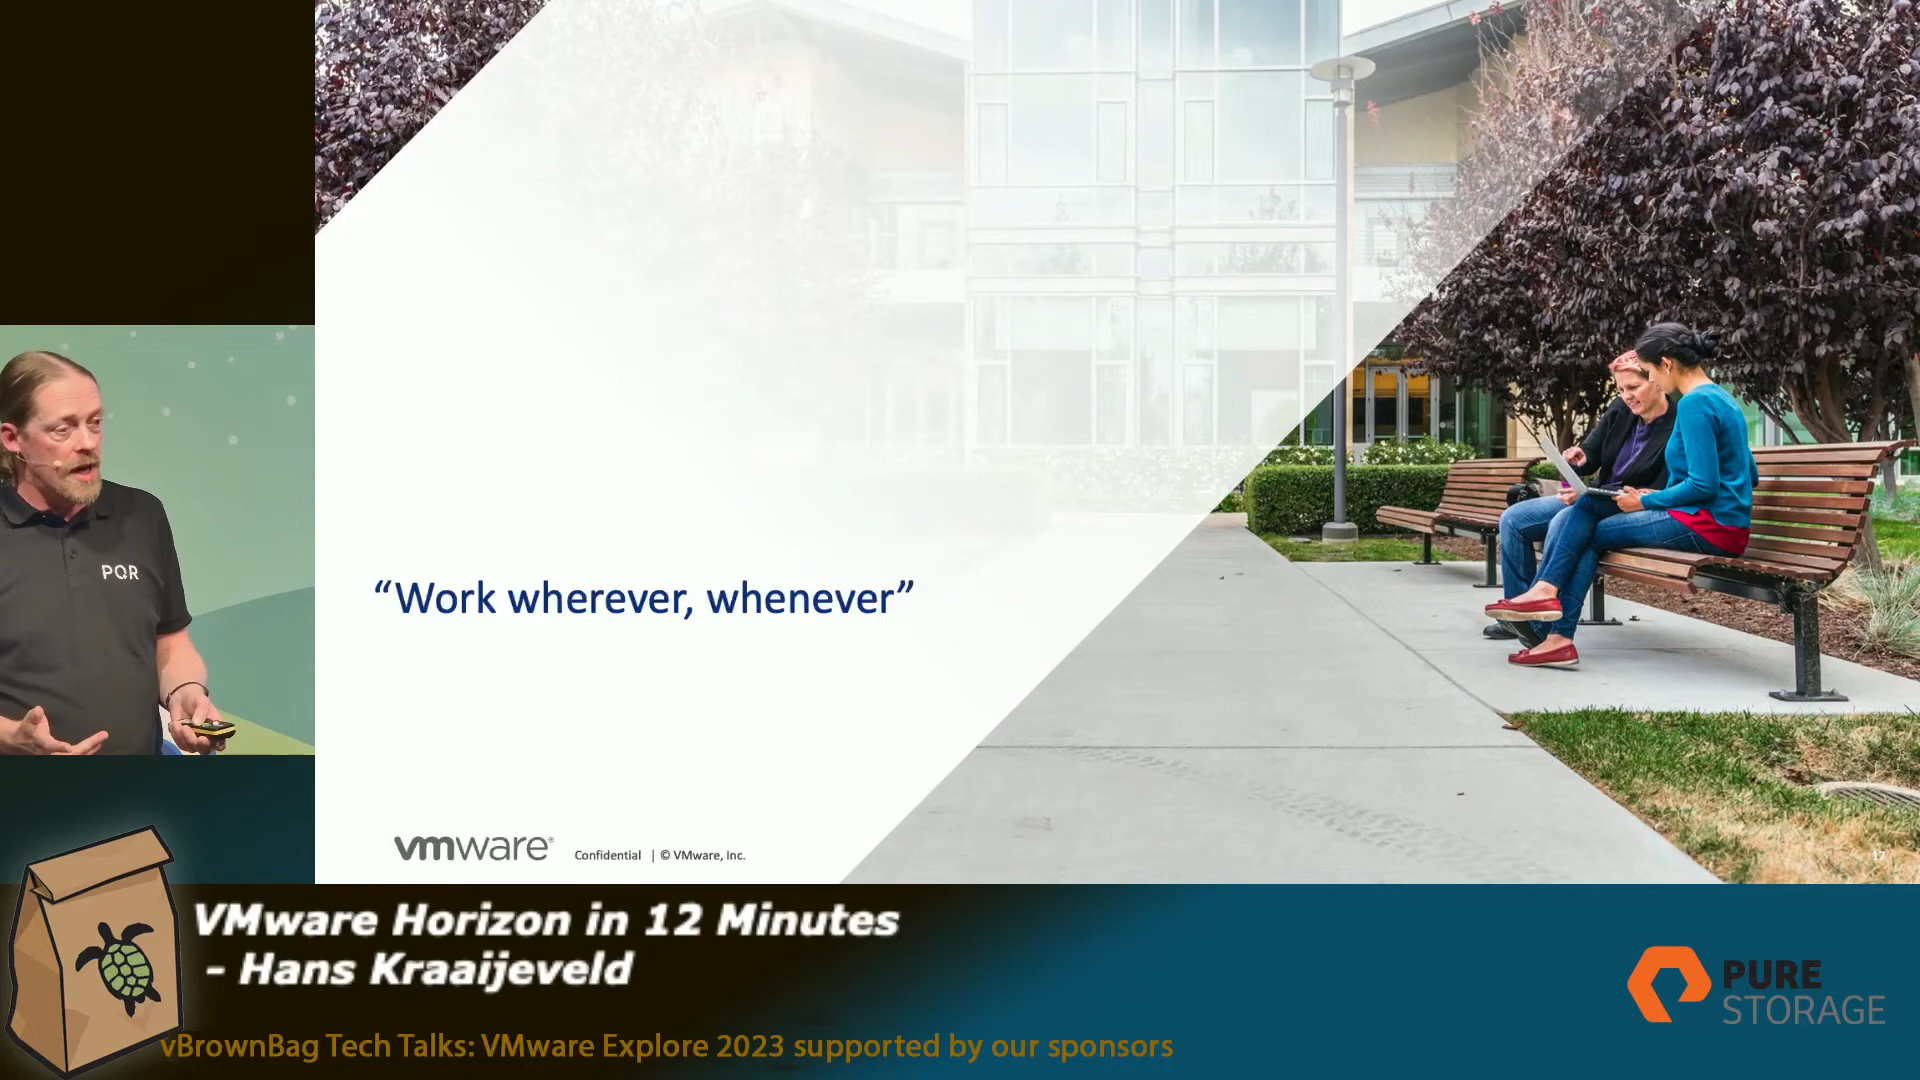 PQR
“Work wherever, whenever”
vmware®
Confidential | © VMware, Inc.
17
VMware Horizon in 12 Minutes
- Hans Kraaijeveld
PURE
STORAGE
vBrownBag Tech Talks: VMware Explore 2023 supported by our sponsors